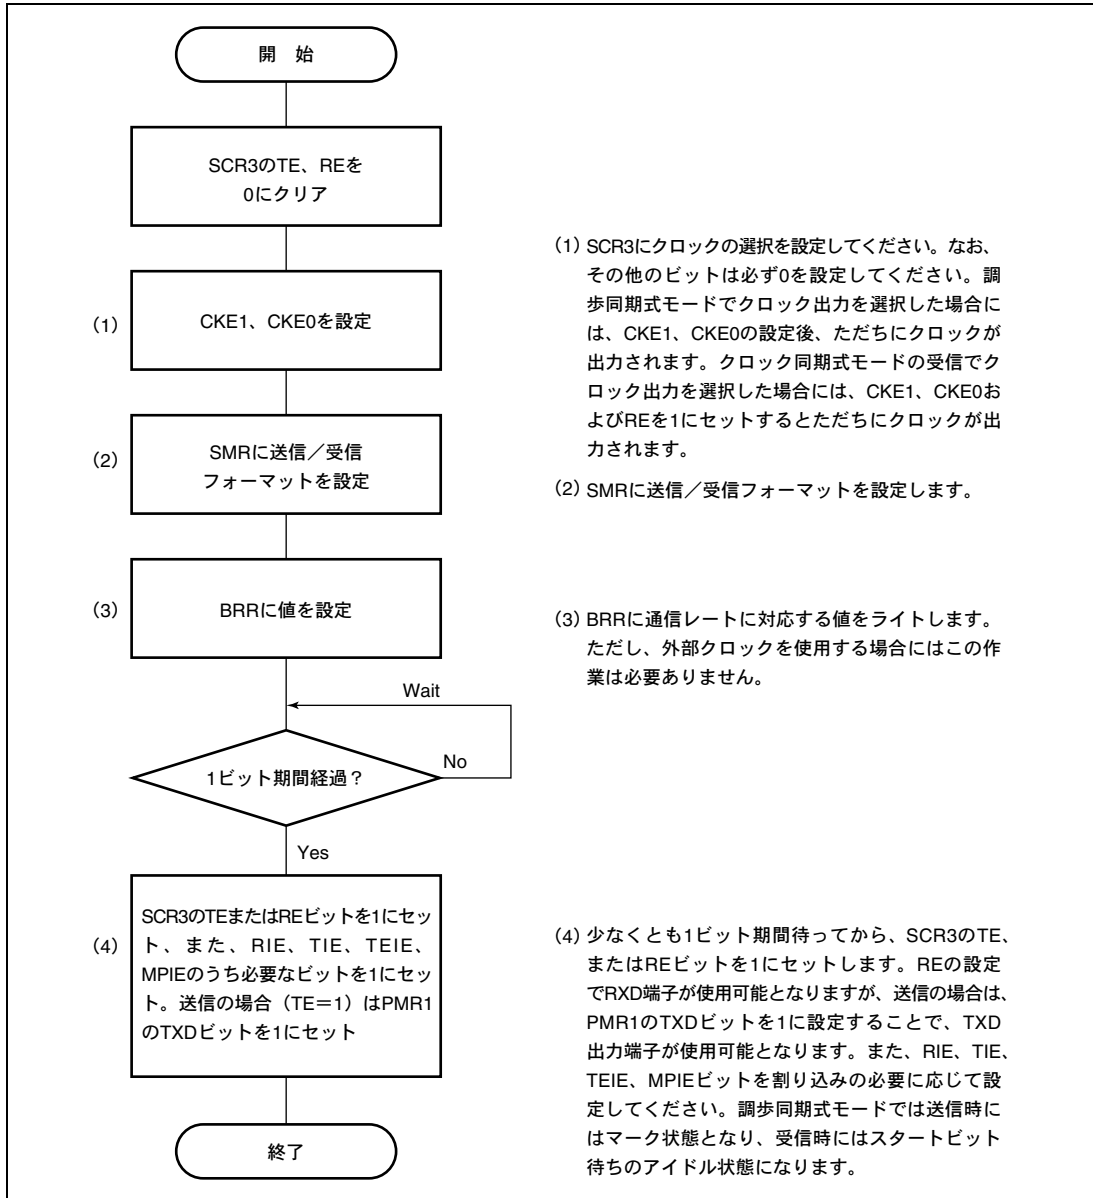 開 始
SCR3のTE、REを
0にクリア
(1)
CKE1、CKE0を設定
(2)
SMRに送信／受信
フォーマットを設定
(3)
BRRに値を設定
Wait
1ビット期間経過？
No
Yes
(4)
SCR3のTEまたはREビットを1にセッ
ト、また、RIE、TIE、TEIE、
MPIEのうち必要なビットを1にセッ
ト。送信の場合（TE＝1）はPMR1
のTXDビットを1にセット
終了
(1) SCR3にクロックの選択を設定してください。なお、
その他のビットは必ず0を設定してください。調
歩同期式モードでクロック出力を選択した場合に
は、CKE1、CKE0の設定後、ただちにクロックが
出力されます。クロック同期式モードの受信でク
ロック出力を選択した場合には、CKE1、CKE0お
よびREを1にセットするとただちにクロックが出
力されます。
(2) SMRに送信／受信フォーマットを設定します。
(3) BRRに通信レートに対応する値をライトします。
ただし、外部クロックを使用する場合にはこの作
業は必要ありません。
(4) 少なくとも1ビット期間待ってから、SCR3のTE、
またはREビットを1にセットします。REの設定
でRXD端子が使用可能となりますが、送信の場合は、
PMR1のTXDビットを1に設定することで、TXD
出力端子が使用可能となります。また、RIE、TIE、
TEIE、MPIEビットを割り込みの必要に応じて設
定してください。調歩同期式モードでは送信時に
はマーク状態となり、受信時にはスタートビット
待ちのアイドル状態になります。